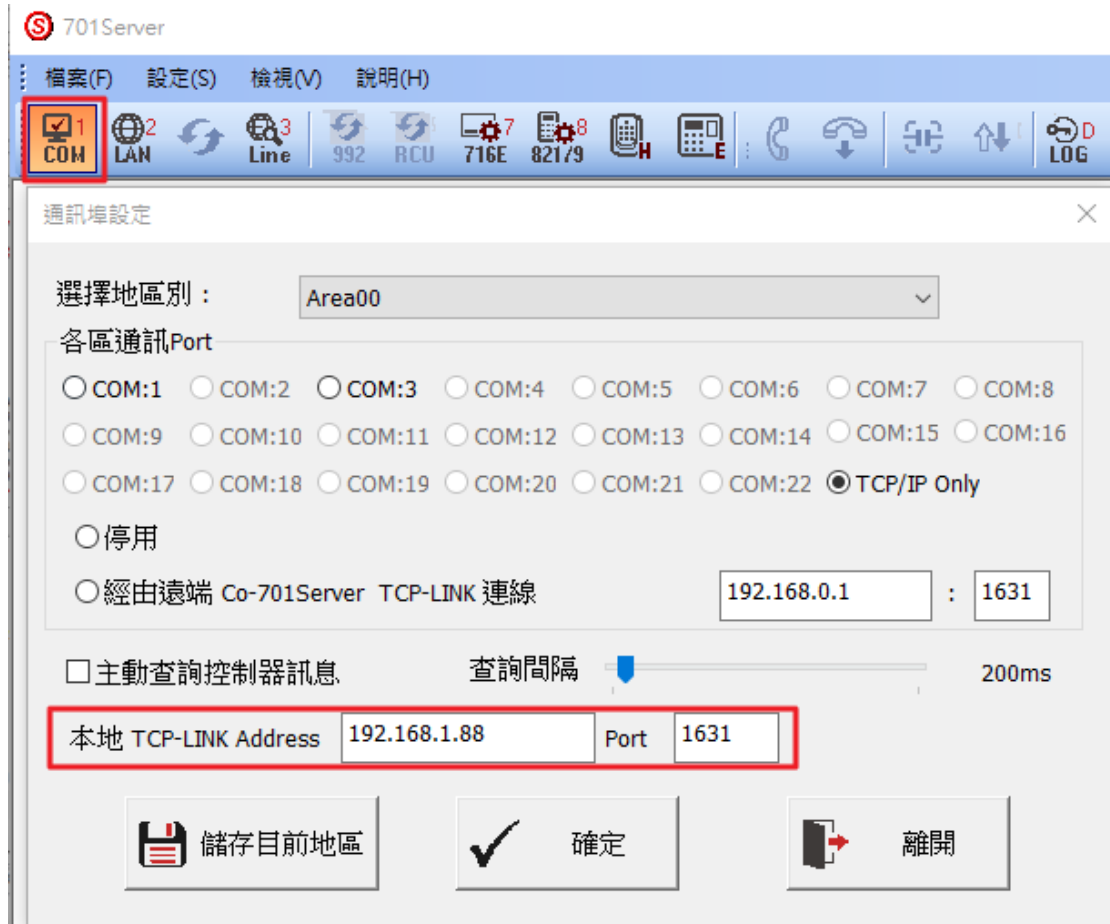 701Server
檔案(F) 設定(S) 檢視(V) 說明(H)
1 2 3 7 8 D
COM LAN Line 992 RCU 716E 821/9 H E LOG
通訊埠設定
選擇地區別： Area00
各區通訊Port
COM:1 COM:2 COM:3 COM:4 COM:5 COM:6 COM:7 COM:8
COM:9 COM:10 COM:11 COM:12 COM:13 COM:14 COM:15 COM:16
COM:17 COM:18 COM:19 COM:20 COM:21 COM:22 TCP/IP Only
停用
經由遠端 Co-701Server TCP-LINK 連線 192.168.0.1 : 1631
主動查詢控制器訊息 查詢間隔 200ms
本地 TCP-LINK Address 192.168.1.88 Port 1631
儲存目前地區 確定 離開